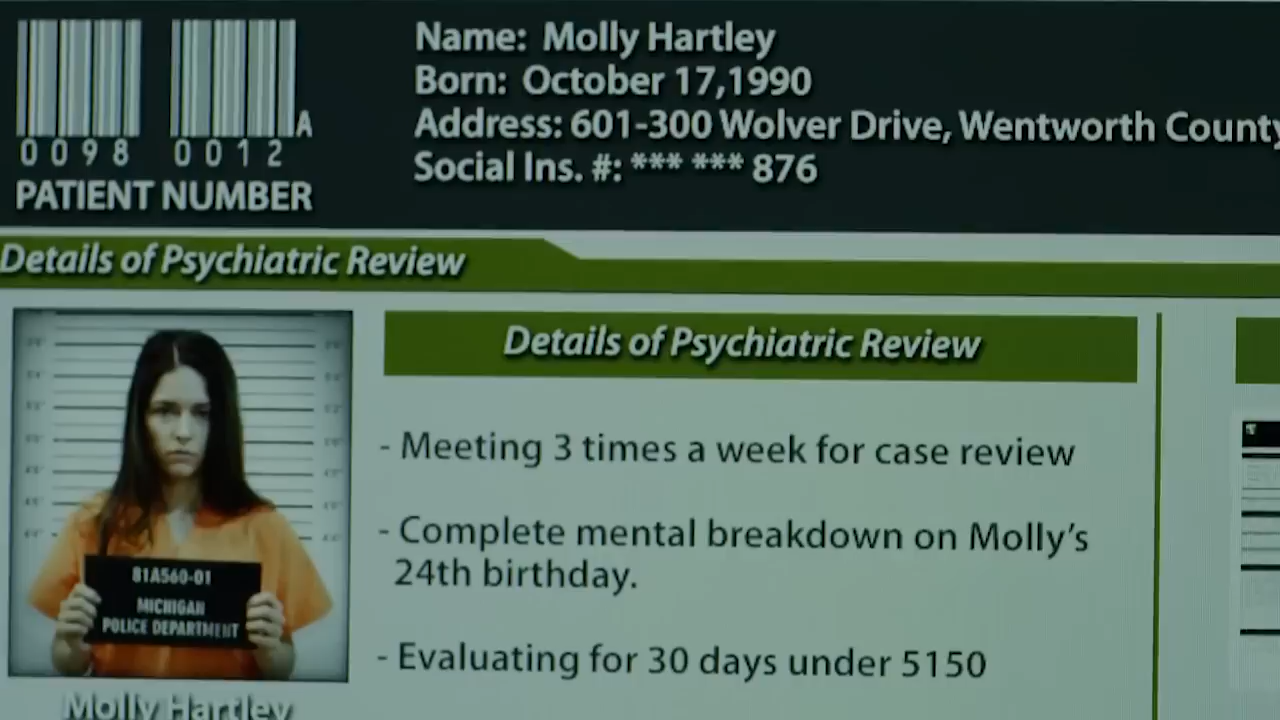 0098 0012 A
PATIENT NUMBER
Name: Molly Hartley
Born: October 17,1990
Address: 601-300 Wolver Drive, Wentworth County
Social Ins. #: *** *** 876
Details of Psychiatric Review
Details of Psychiatric Review
- Meeting 3 times a week for case review
- Complete mental breakdown on Molly's
24th birthday.
- Evaluating for 30 days under 5150
81A560-01
MICHIGAN
POLICE DEPARTMENT
Molly Hartley